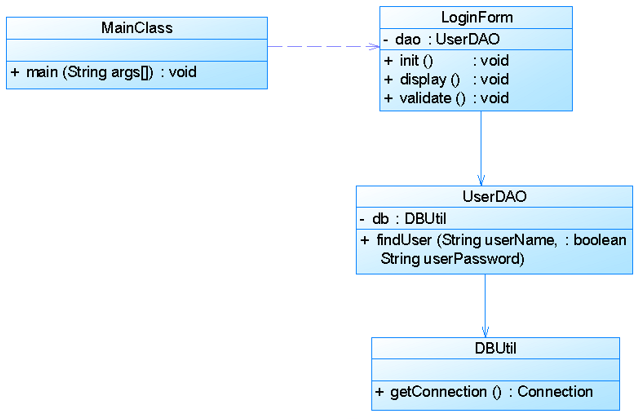 MainClass
+ main (String args[]) : void
LoginForm
- dao : UserDAO
+ init () : void
+ display () : void
+ validate () : void
UserDAO
- db : DBUtil
+ findUser (String userName, : boolean
String userPassword)
DBUtil
+ getConnection () : Connection